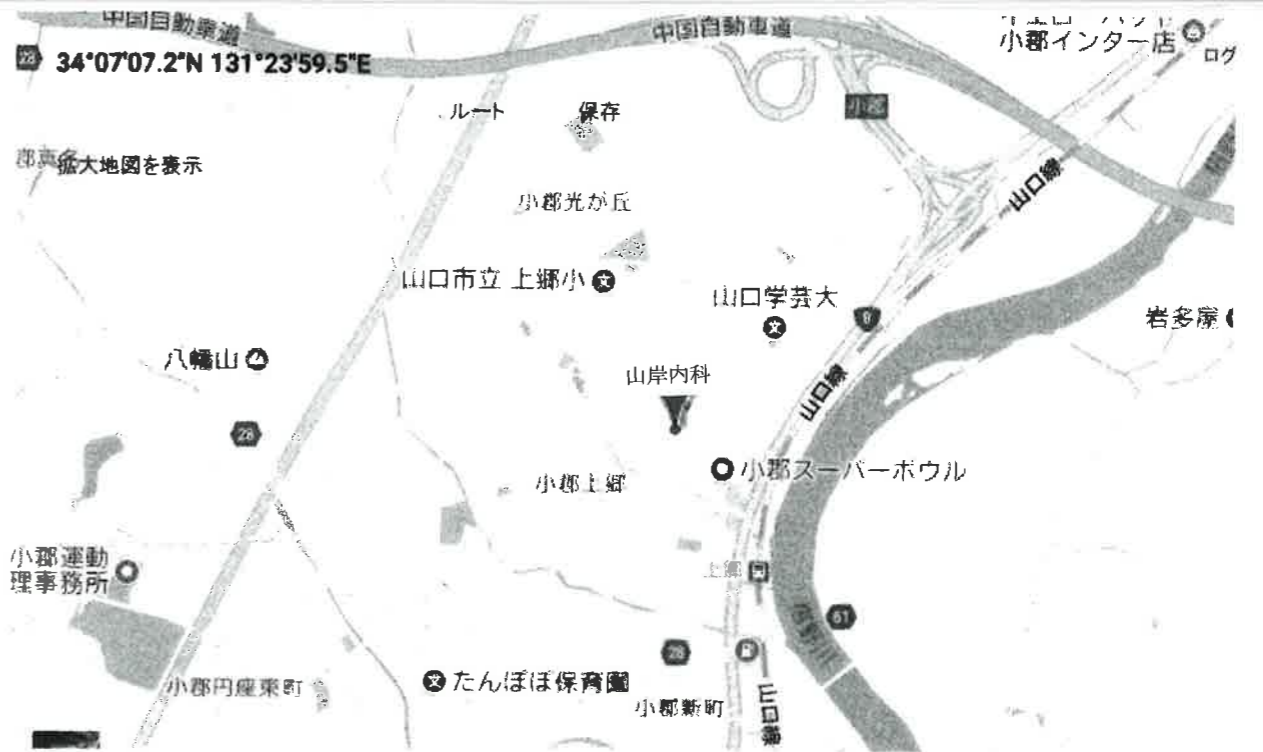 中国自動車道
中国自動車道
28
34°07'07.2"N 131°23'59.5"E
小郡インター店
ログ
ルート
保存
小郡
拡大地図を表示
山口線
小郡光が丘
山口市立 上郷小
文
山口学芸大
文
9
岩多屋
八幡山
山岸内科
山口線
28
小郡スーパーボウル
小郡上郷
小郡運動
理事務所
上郷
61
28
たんぽぽ保育園
文
小郡円座東町
小郡新町
山口線